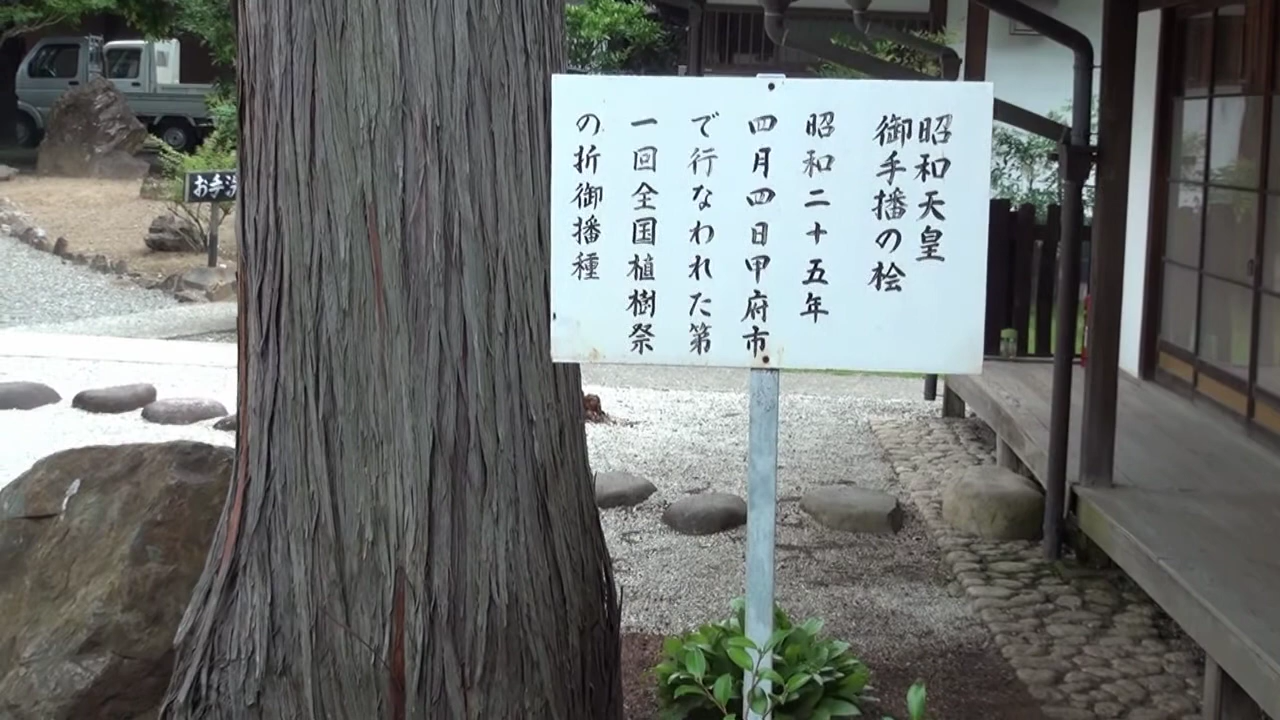 昭和天皇
御手播の桧
昭和二十五年
四月四日甲府市
で行なわれた第
一回全国植樹祭
の折御播種
お手洗